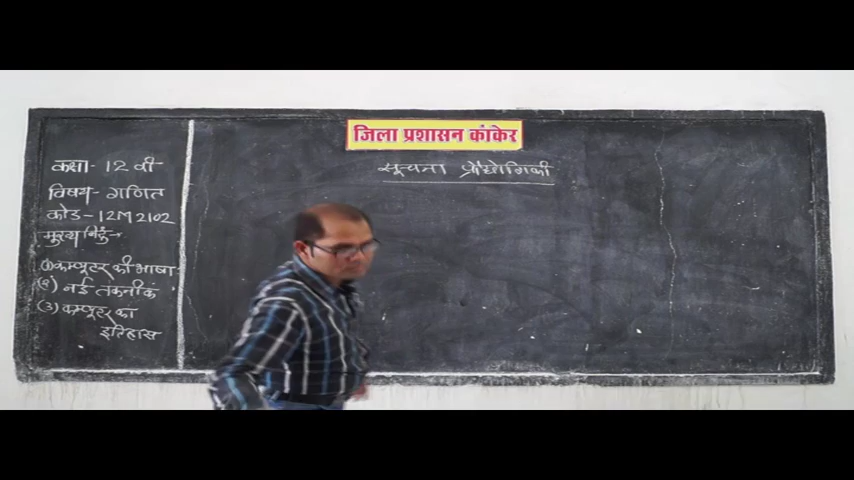 जिला प्रशासन कांकेर
सूचना प्रौद्योगिकी
कक्षा - 12 वीं
विषय - गणित
कोड - 12M2102
मुख्य बिंदु -
(1) कम्प्यूटर की भाषा
(2) नई तकनीकें
(3) कम्प्यूटर का
इतिहास